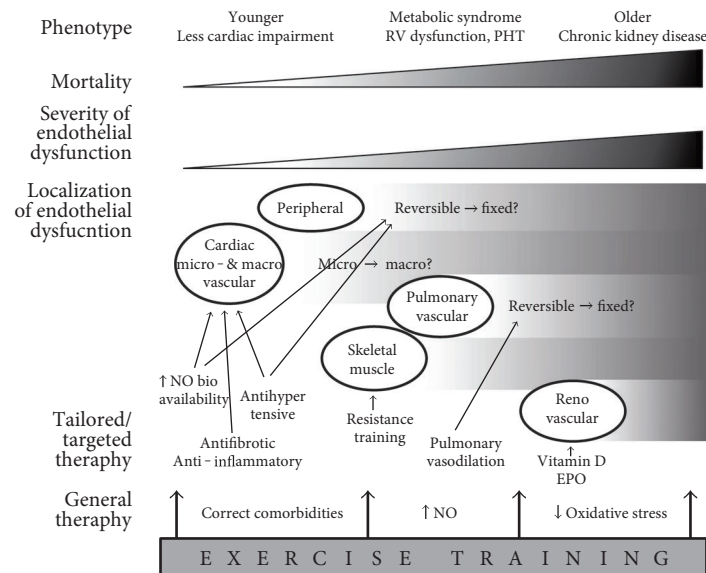 Phenotype
Younger
Less cardiac impairment
Metabolic syndrome
RV dysfunction, PHT
Older
Chronic kidney disease
Mortality
Severity of
endothelial
dysfunction
Localization
of endothelial
dysfucntion
Peripheral
Reversible → fixed?
Cardiac
micro - & macro
vascular
Micro → macro?
Pulmonary
vascular
Reversible → fixed?
Skeletal
muscle
Reno
vascular
Tailored/
targeted
theraphy
↑ NO bio
availability
Antihyper
tensive
Antifibrotic
Anti - inflammatory
Resistance
training
Pulmonary
vasodilation
Vitamin D
EPO
General
theraphy
Correct comorbidities
↑ NO
↓ Oxidative stress
E X E R C I S E T R A I N I N G